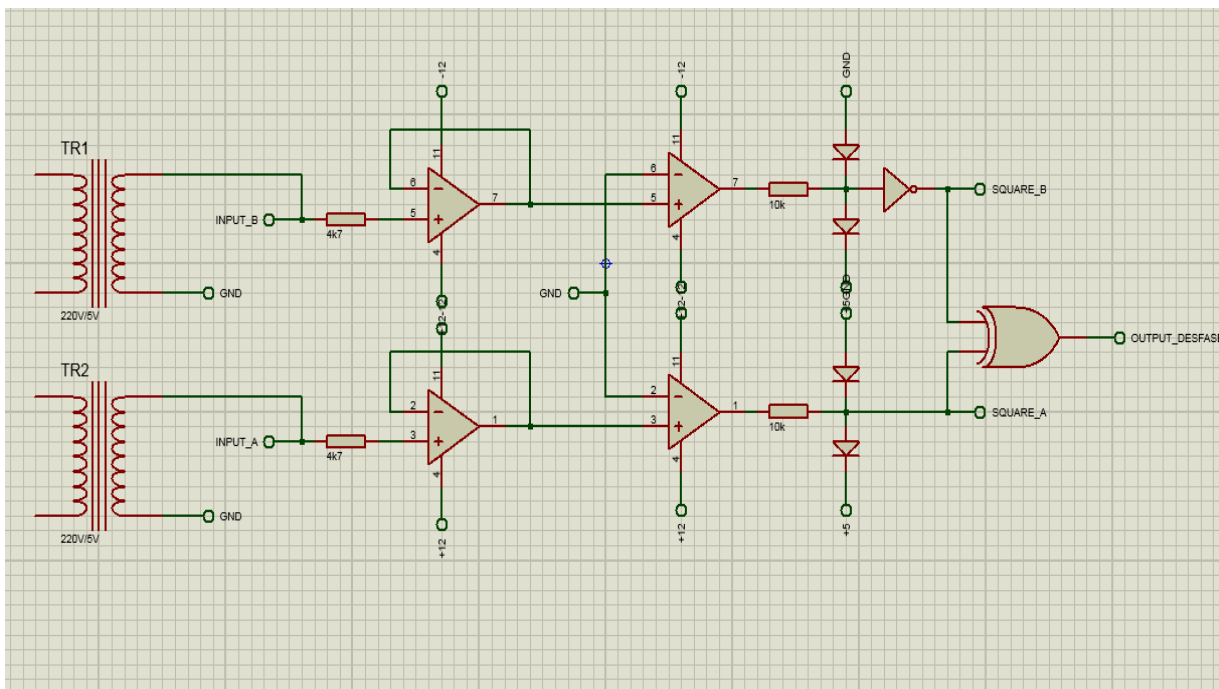 TR1
220V/5V
GND
INPUT_B
4k7
-12
11
6
5
7
4
GND
-12
11
6
5
7
4
10k
GND
SQUARE_B
TR2
220V/5V
GND
INPUT_A
4k7
11
2
3
1
4
+12
11
2
3
1
4
+12
10k
+5
SQUARE_A
OUTPUT_DESFASE